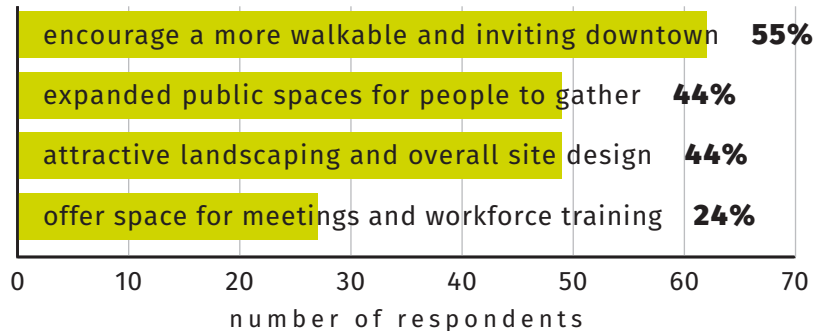 encourage a more walkable and inviting downtown 55%
expanded public spaces for people to gather 44%
attractive landscaping and overall site design 44%
offer space for meetings and workforce training 24%
0 10 20 30 40 50 60 70
number of respondents